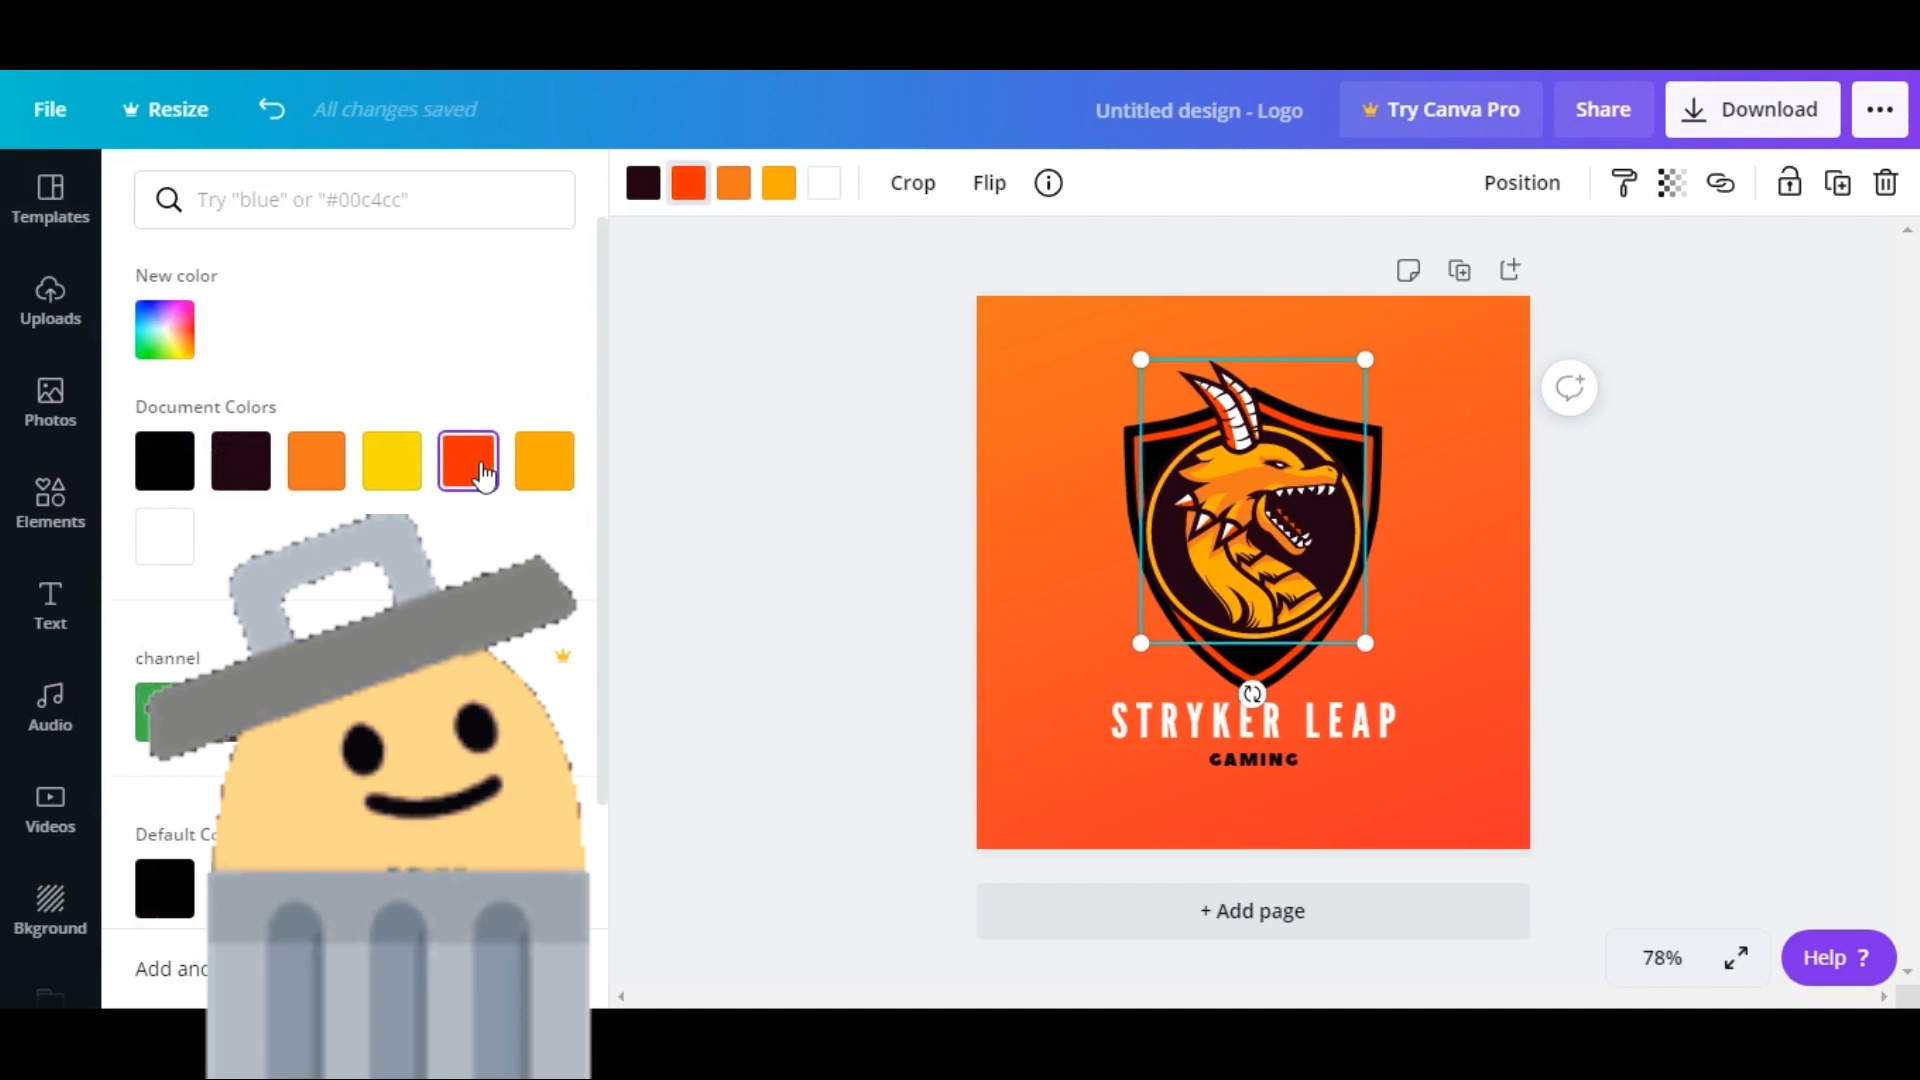 File
Resize
All changes saved
Untitled design - Logo
Try Canva Pro
Share
Download
Templates
Uploads
Photos
Elements
Text
Audio
Videos
Bkground
Try "blue" or "#00c4cc"
New color
Document Colors
channel
Default Co
Add
Crop
Flip
Position
STRYKER LEAP
GAMING
+ Add page
78%
Help ?